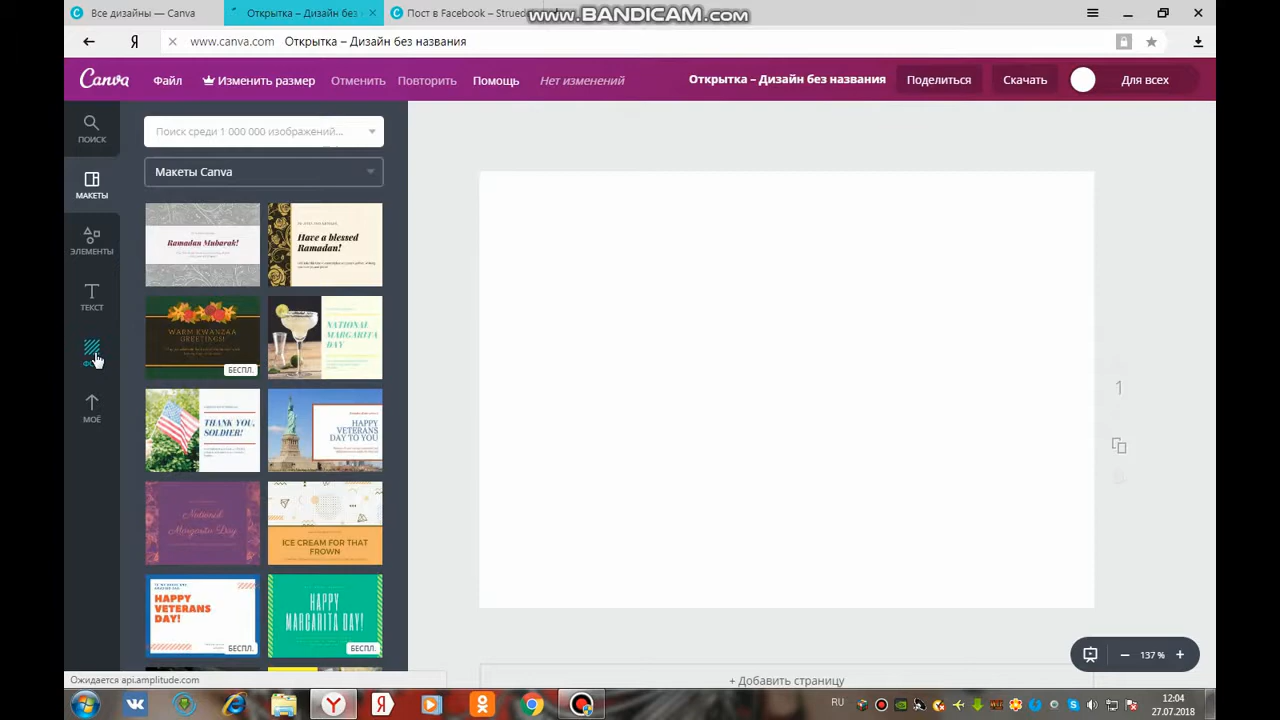 Все дизайны — Canva
Открытка – Дизайн без
Пост в Facebook – Strued
www.BANDICAM.com
Я
www.canva.com
Открытка – Дизайн без названия
Canva
Файл
Изменить размер
Отменить
Повторить
Помощь
Нет изменений
Открытка – Дизайн без названия
Поделиться
Скачать
Для всех
ПОИСК
МАКЕТЫ
ЭЛЕМЕНТЫ
ТЕКСТ
МОЁ
Поиск среди 1 000 000 изображений...
Макеты Canva
Ramadan Mubarak!
Have a blessed
Ramadan!
WARM KWANZAA
GREETINGS!
БЕСПЛ.
NATIONAL
MARGARITA
DAY
THANK YOU,
SOLDIER!
HAPPY
VETERANS
DAY TO YOU
National
Margarita Day
ICE CREAM FOR THAT
FROWN
HAPPY
VETERANS
DAY!
БЕСПЛ.
HAPPY
MARGARITA DAY!
БЕСПЛ.
1
137 %
+ Добавить страницу
Ожидается api.amplitude.com
RU
12:04
27.07.2018